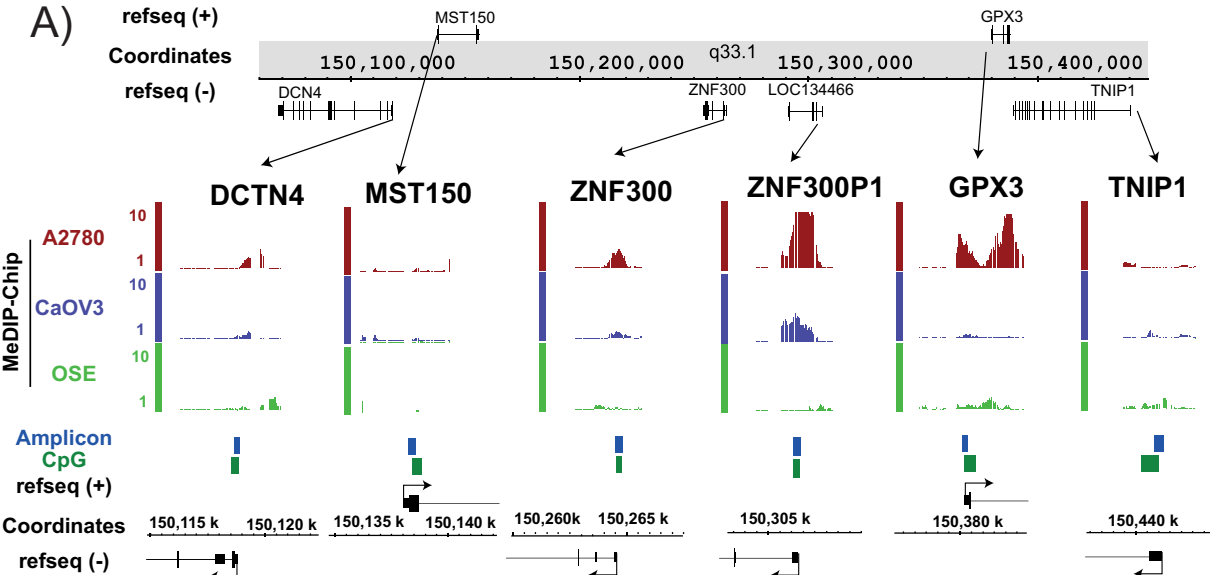 A)
refseq (+) MST150 GPX3
q33.1
Coordinates 150,100,000 150,200,000 150,300,000 150,400,000
refseq (-) DCN4 ZNF300 LOC134466 TNIP1
DCTN4 MST150 ZNF300 ZNF300P1 GPX3 TNIP1
MeDIP-Chip
A2780 10 1
CaOV3 10 1
OSE 10 1
Amplicon
CpG
refseq (+)
Coordinates 150,115 k 150,120 k 150,135 k 150,140 k 150,260k 150,265 k 150,305 k 150,380 k 150,440 k
refseq (-)